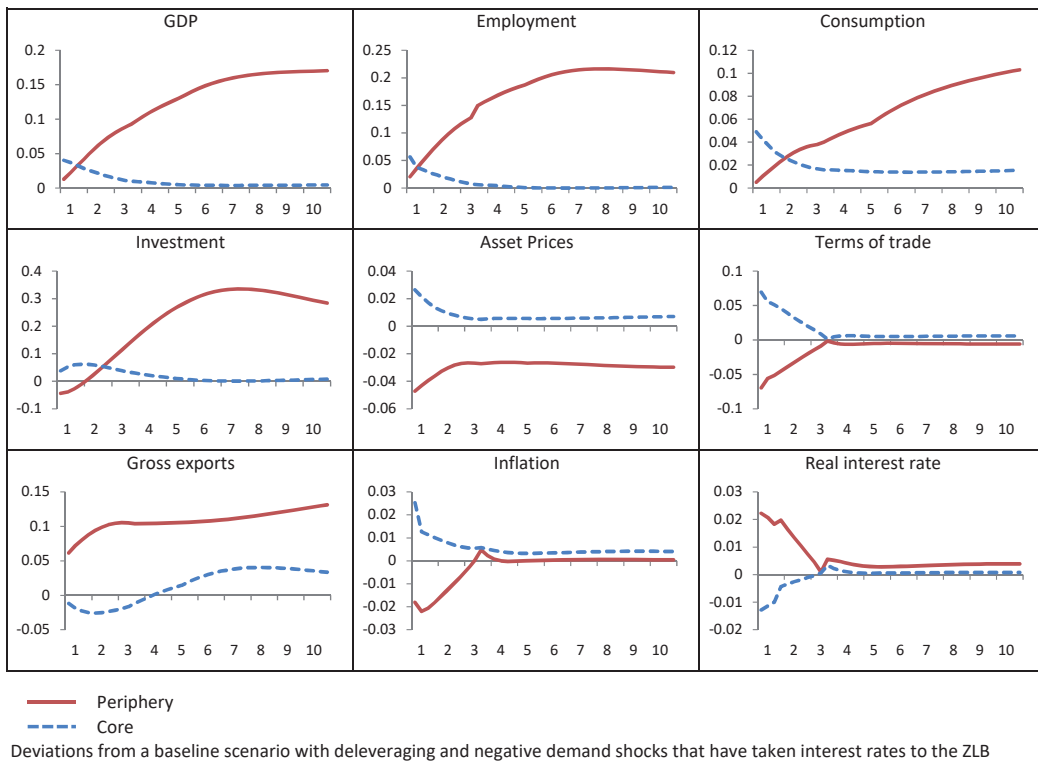 GDP
0.2
0.15
0.1
0.05
0
1 2 3 4 5 6 7 8 9 10
Employment
0.25
0.2
0.15
0.1
0.05
0
1 2 3 4 5 6 7 8 9 10
Consumption
0.12
0.1
0.08
0.06
0.04
0.02
0
1 2 3 4 5 6 7 8 9 10
Investment
0.4
0.3
0.2
0.1
0
-0.1
1 2 3 4 5 6 7 8 9 10
Asset Prices
0.04
0.02
0
-0.02
-0.04
-0.06
1 2 3 4 5 6 7 8 9 10
Terms of trade
0.1
0.05
0
-0.05
-0.1
1 2 3 4 5 6 7 8 9 10
Gross exports
0.15
0.1
0.05
0
-0.05
1 2 3 4 5 6 7 8 9 10
Inflation
0.03
0.02
0.01
0
-0.01
-0.02
-0.03
1 2 3 4 5 6 7 8 9 10
Real interest rate
0.03
0.02
0.01
0
-0.01
-0.02
1 2 3 4 5 6 7 8 9 10
Periphery
Core
Deviations from a baseline scenario with deleveraging and negative demand shocks that have taken interest rates to the ZLB